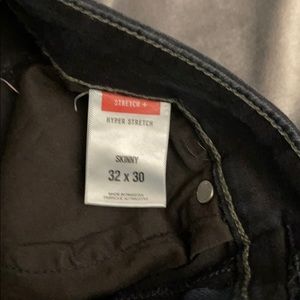 STRETCH +
HYPER STRETCH
SKINNY
32 x 30